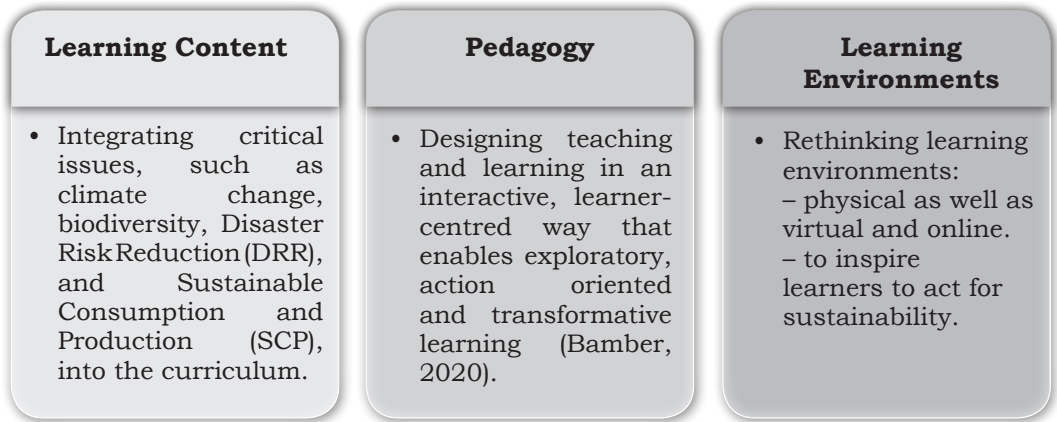 Learning Content
• Integrating critical
issues, such as
climate change,
biodiversity, Disaster
Risk Reduction (DRR),
and Sustainable
Consumption and
Production (SCP),
into the curriculum.
Pedagogy
• Designing teaching
and learning in an
interactive, learner-
centred way that
enables exploratory,
action oriented
and transformative
learning (Bamber,
2020).
Learning
Environments
• Rethinking learning
environments:
– physical as well as
virtual and online.
– to inspire
learners to act for
sustainability.